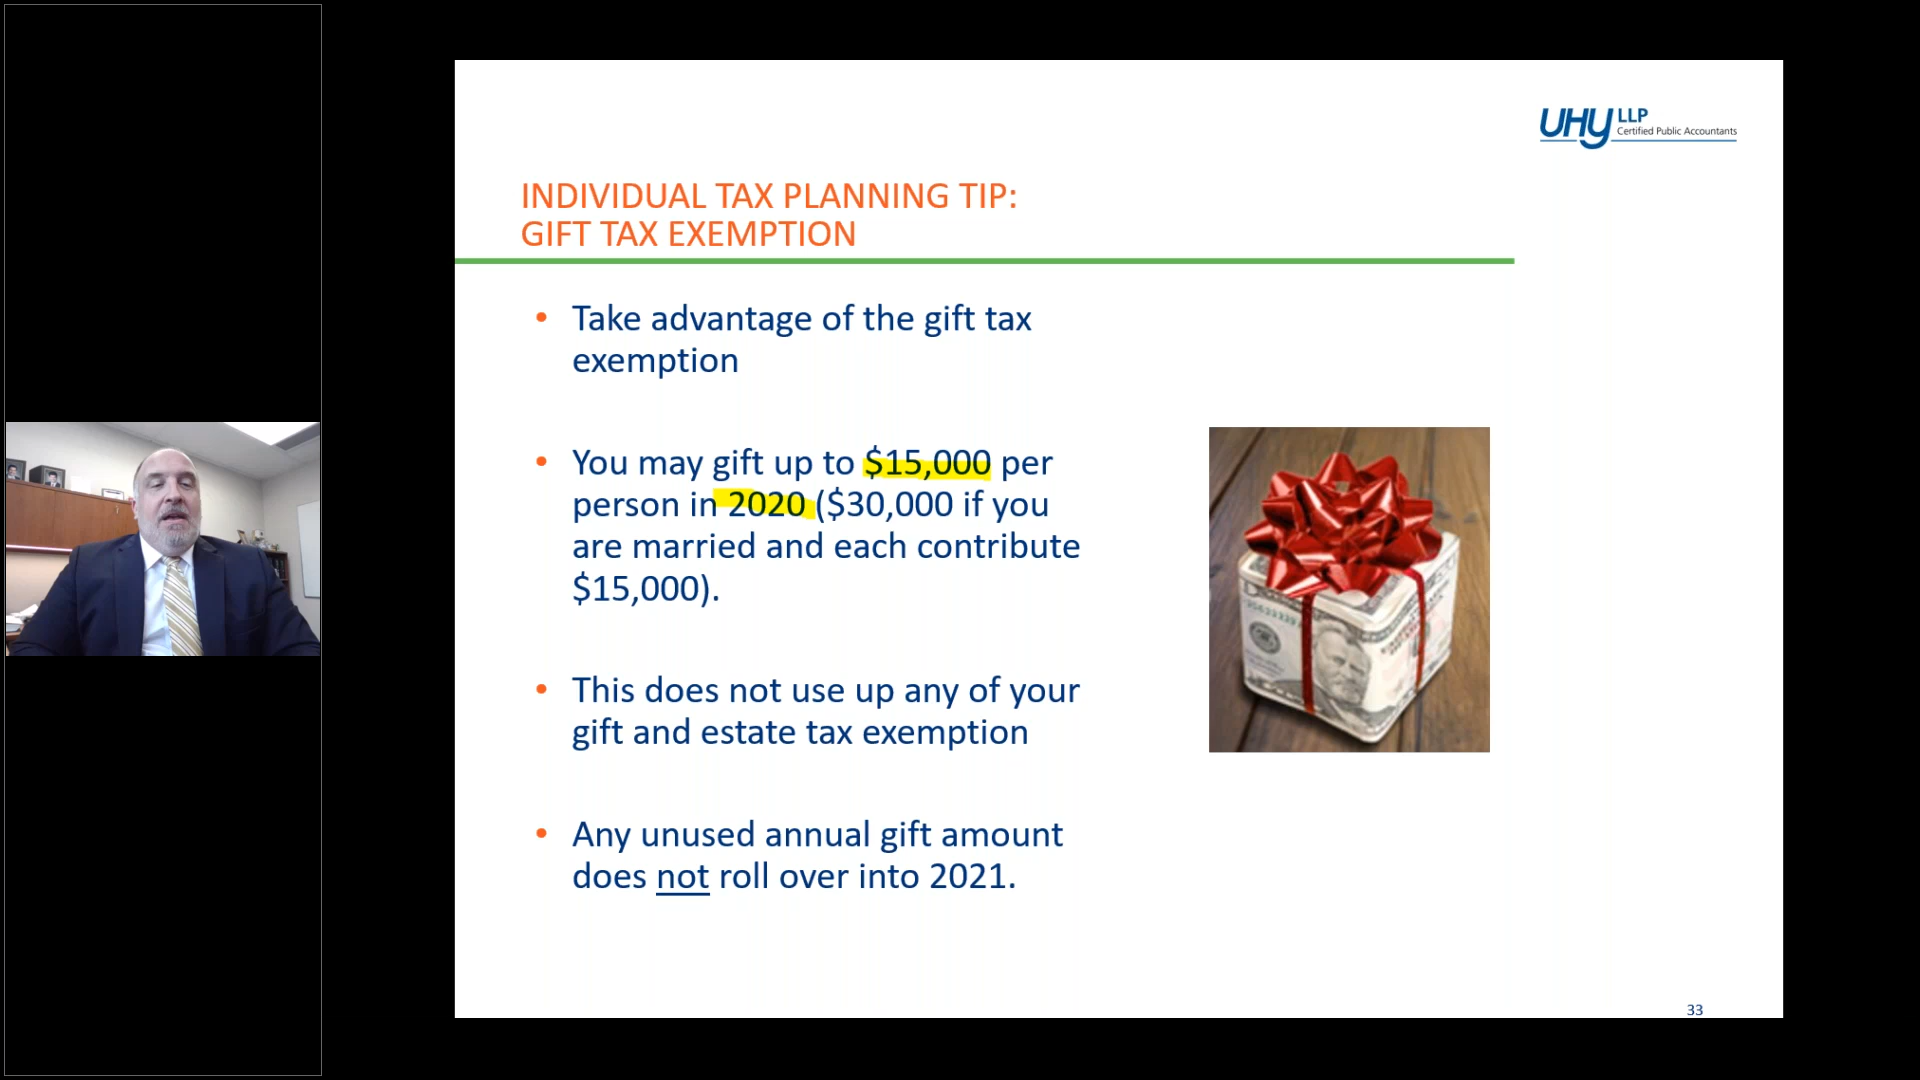 UHY LLP
Certified Public Accountants
INDIVIDUAL TAX PLANNING TIP:
GIFT TAX EXEMPTION
• Take advantage of the gift tax
exemption
• You may gift up to $15,000 per
person in 2020 ($30,000 if you
are married and each contribute
$15,000).
• This does not use up any of your
gift and estate tax exemption
• Any unused annual gift amount
does not roll over into 2021.
33